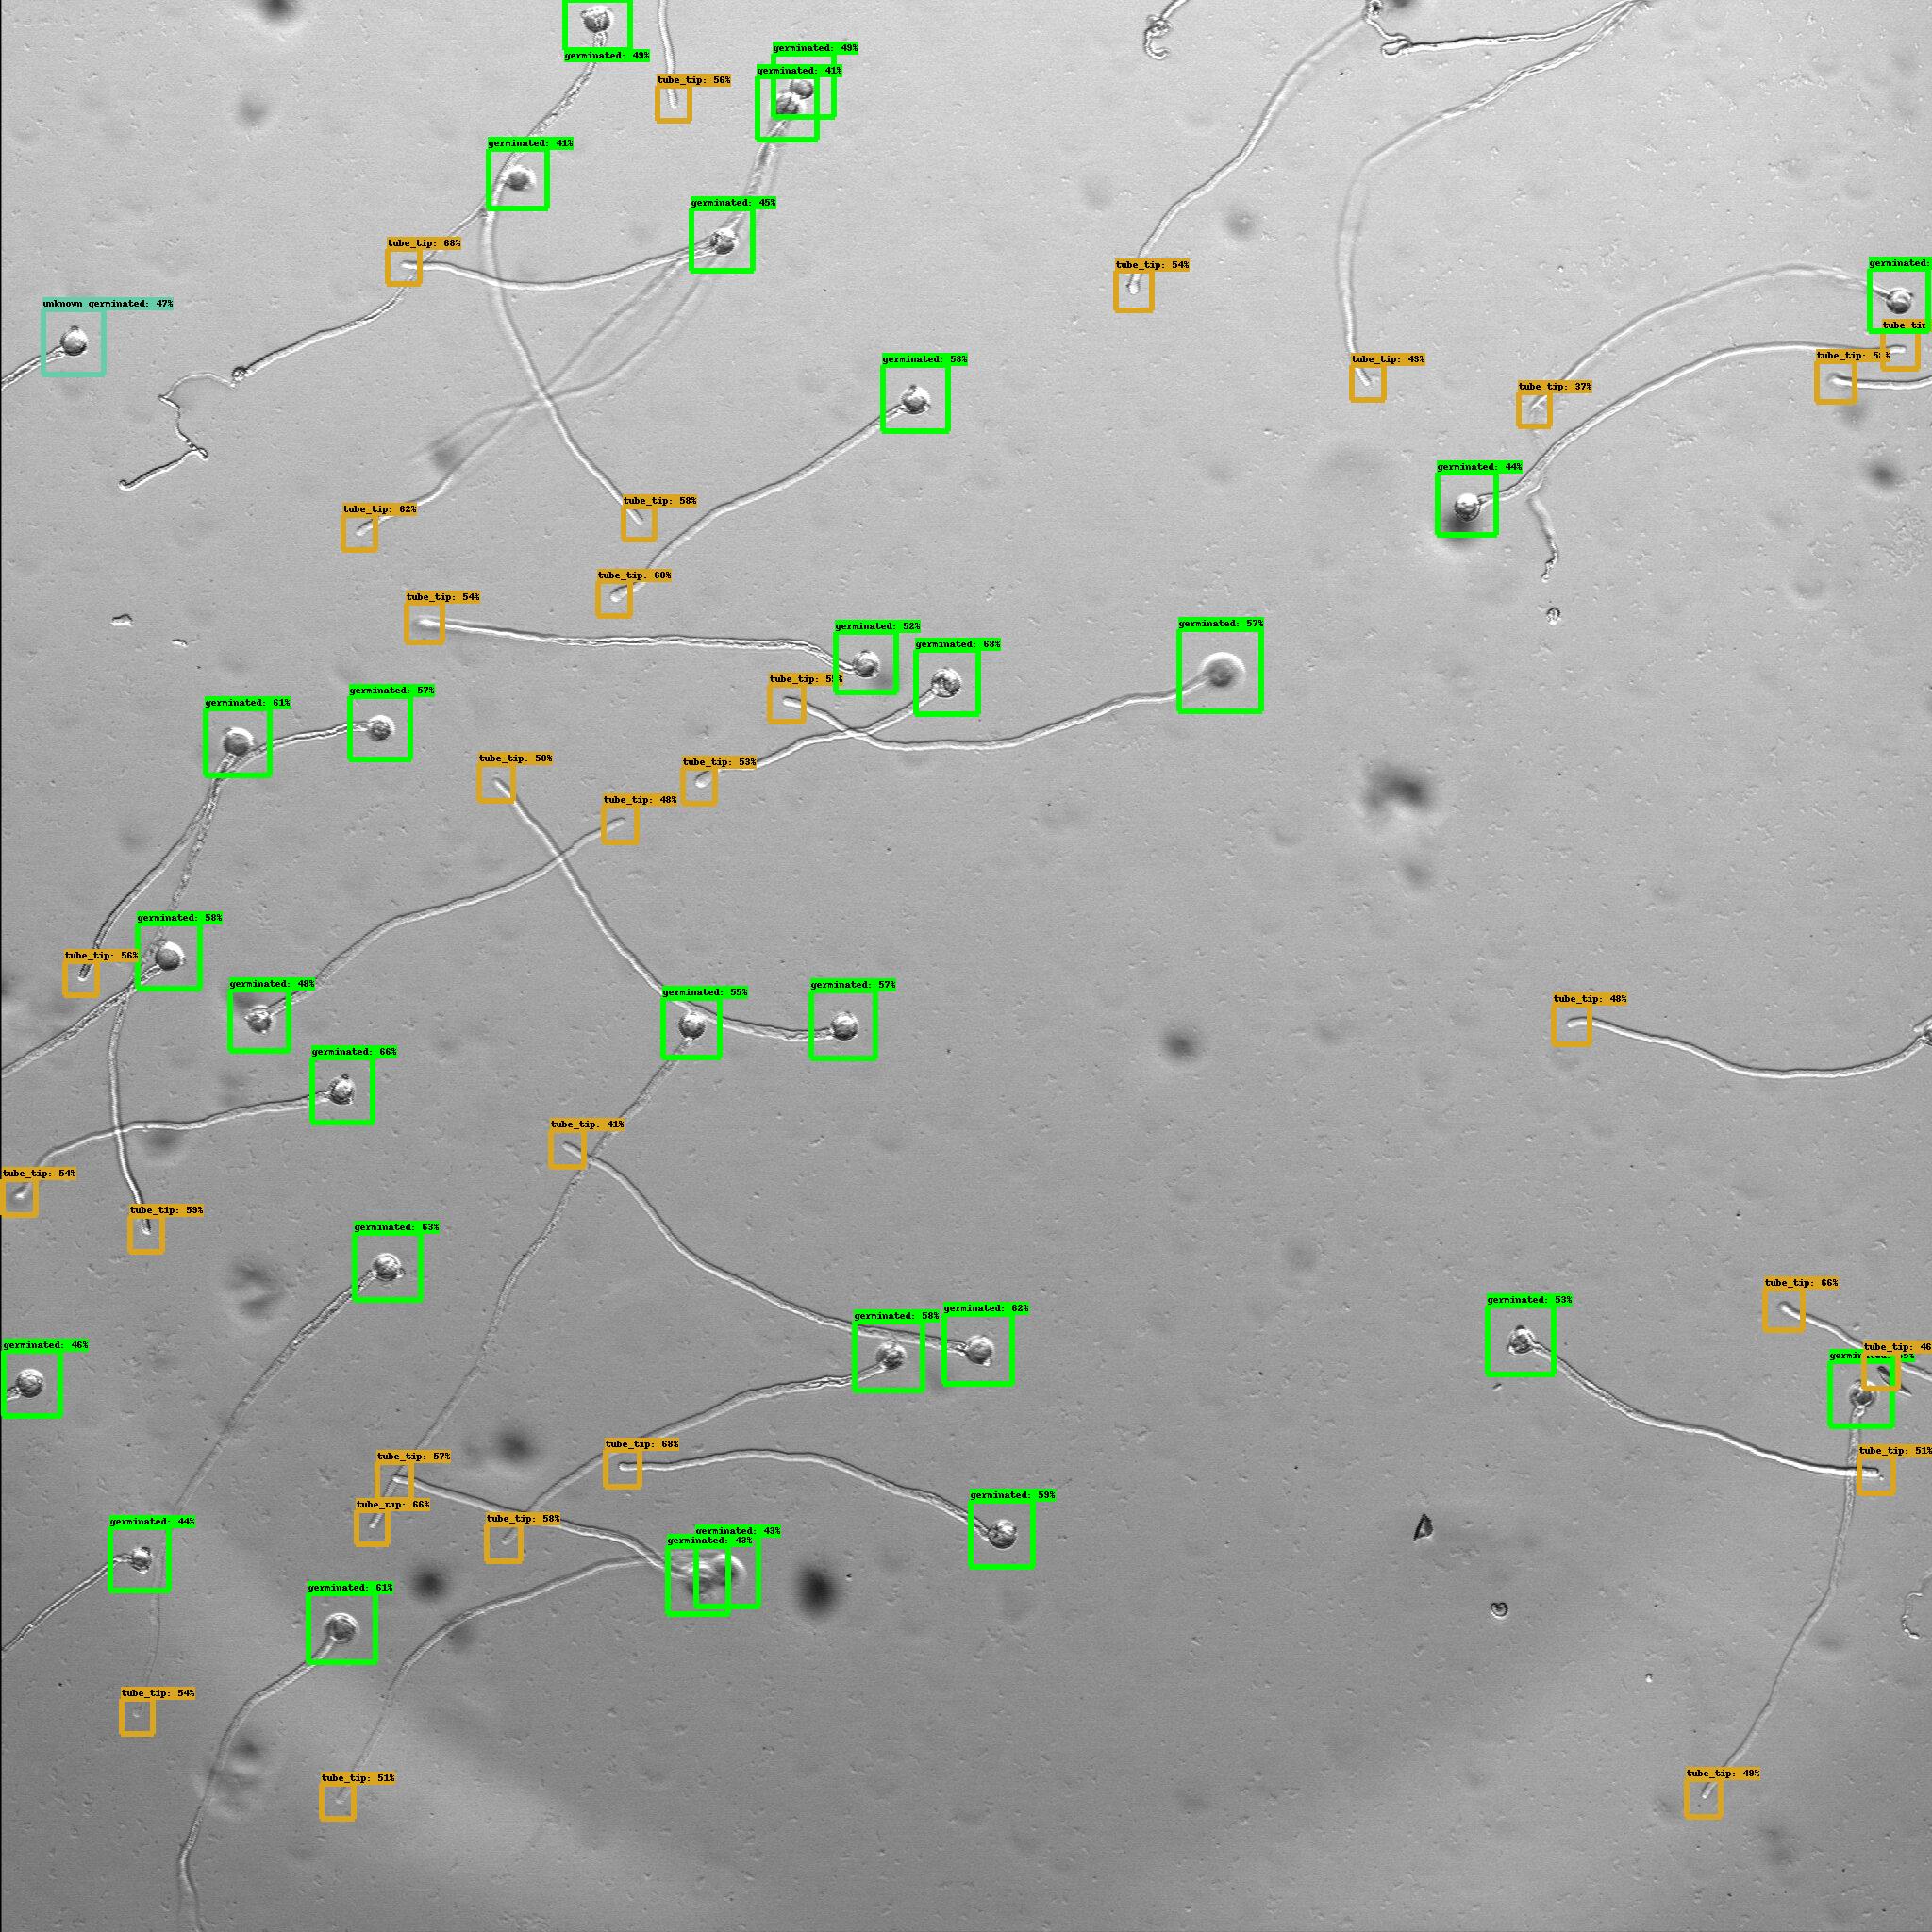 germinated: 49%
germinated: 49%
germinated: 41%
tube_tip: 56%
germinated: 41%
germinated: 45%
tube_tip: 68%
tube_tip: 54%
germinated:
unknown_germinated: 47%
tube_tip: 43%
germinated: 58%
tube_tip: 37%
germinated: 44%
tube_tip: 58%
tube_tip: 62%
tube_tip: 68%
tube_tip: 54%
germinated: 52%
germinated: 57%
germinated: 68%
germinated: 57%
germinated: 61%
tube_tip: 58%
tube_tip: 53%
tube_tip: 48%
germinated: 58%
tube_tip: 56%
germinated: 48%
germinated: 55%
germinated: 57%
tube_tip: 48%
germinated: 66%
tube_tip: 41%
tube_tip: 54%
tube_tip: 59%
germinated: 63%
tube_tip: 66%
germinated: 53%
germinated: 62%
germinated: 58%
germinated: 46%
tube_tip: 46
tube_tip: 68%
tube_tip: 51%
tube_tip: 57%
germinated: 59%
tube_tip: 66%
tube_tip: 58%
germinated: 44%
germinated: 43%
germinated: 43%
germinated: 61%
tube_tip: 54%
tube_tip: 49%
tube_tip: 51%